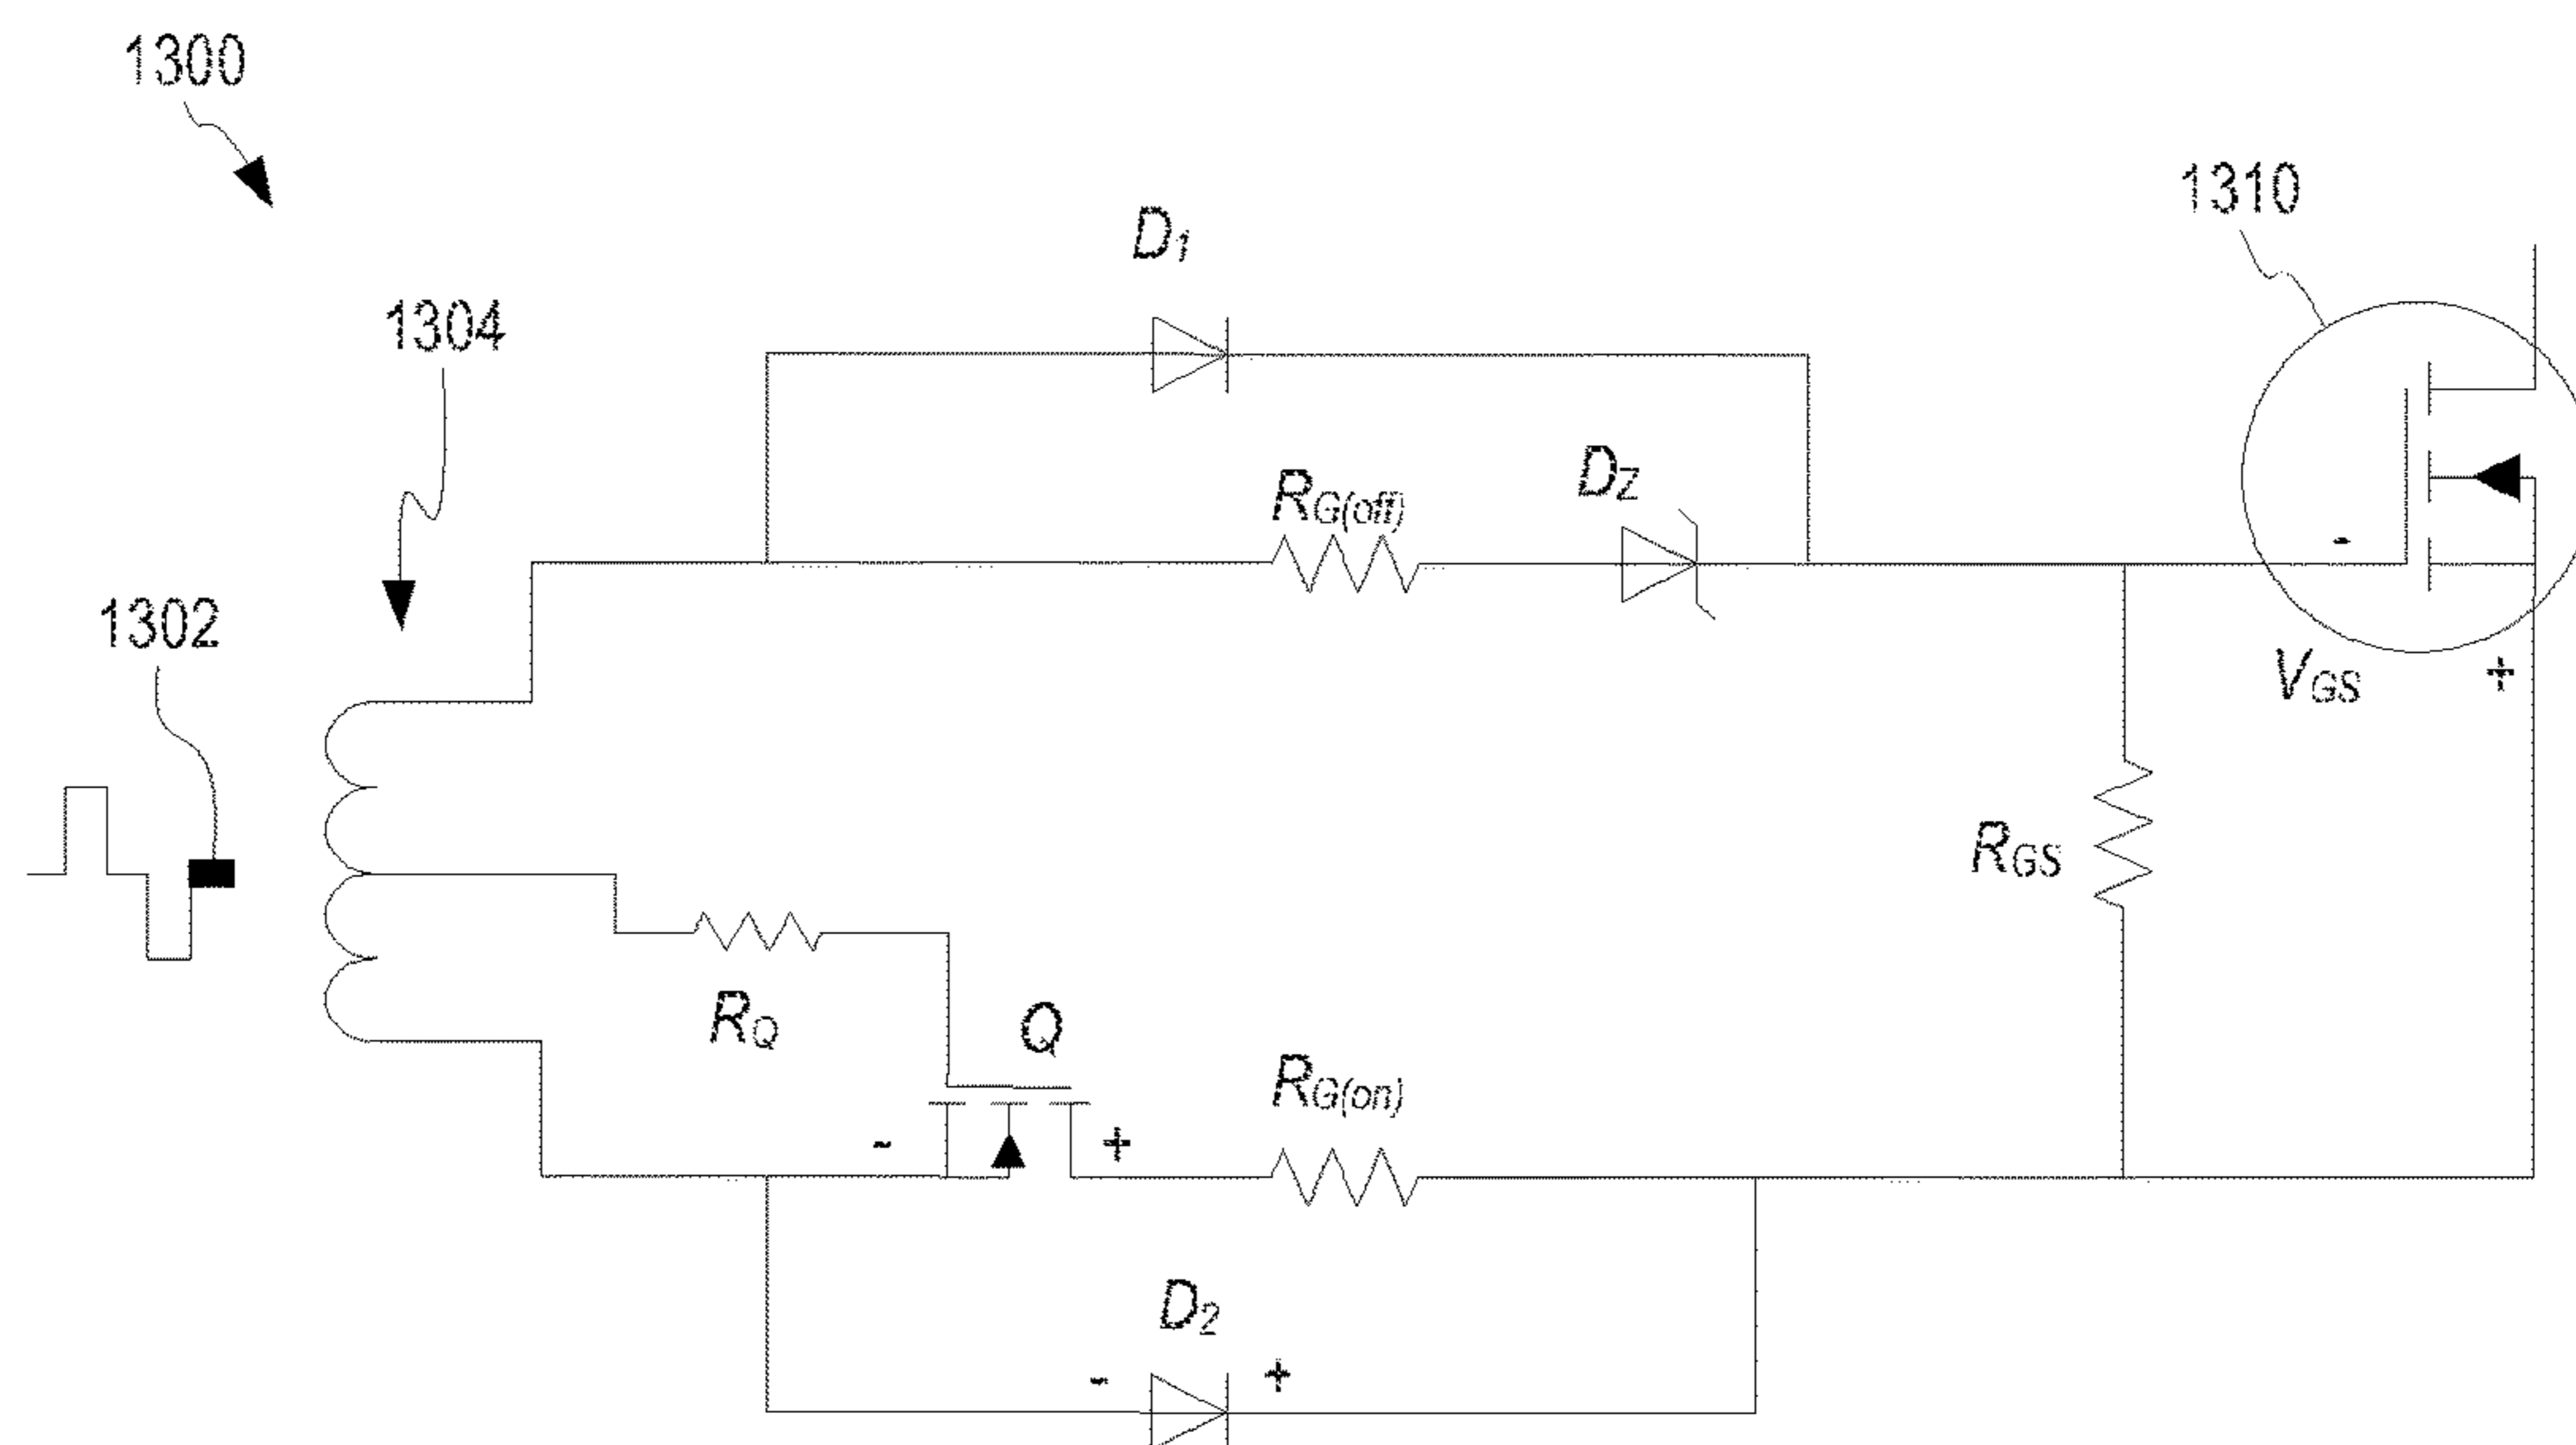 1300
1310
D1
1304
RG(off)
DZ
1302
-
VGS
+
RGS
RQ
Q
RG(on)
-
+
D2
-
+